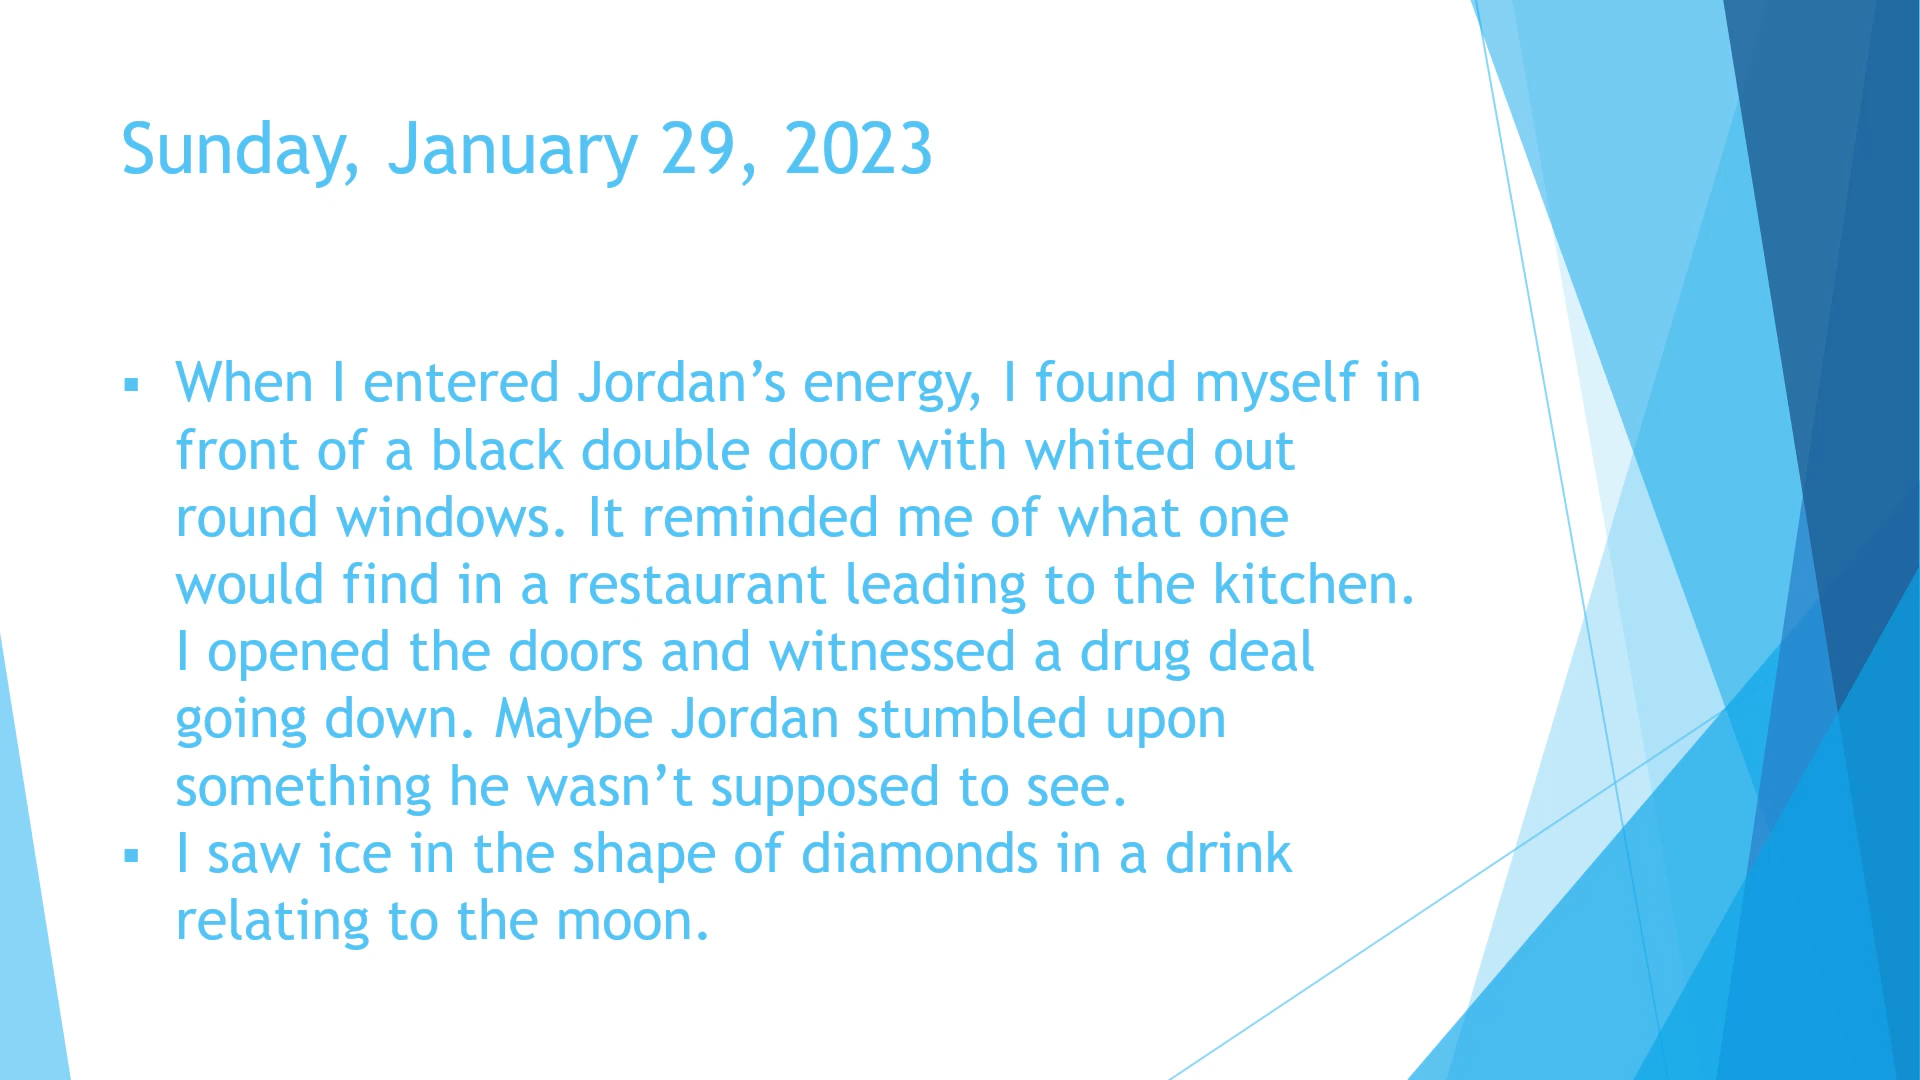 Sunday, January 29, 2023
▪ When I entered Jordan’s energy, I found myself in
front of a black double door with whited out
round windows. It reminded me of what one
would find in a restaurant leading to the kitchen.
I opened the doors and witnessed a drug deal
going down. Maybe Jordan stumbled upon
something he wasn’t supposed to see.
▪ I saw ice in the shape of diamonds in a drink
relating to the moon.